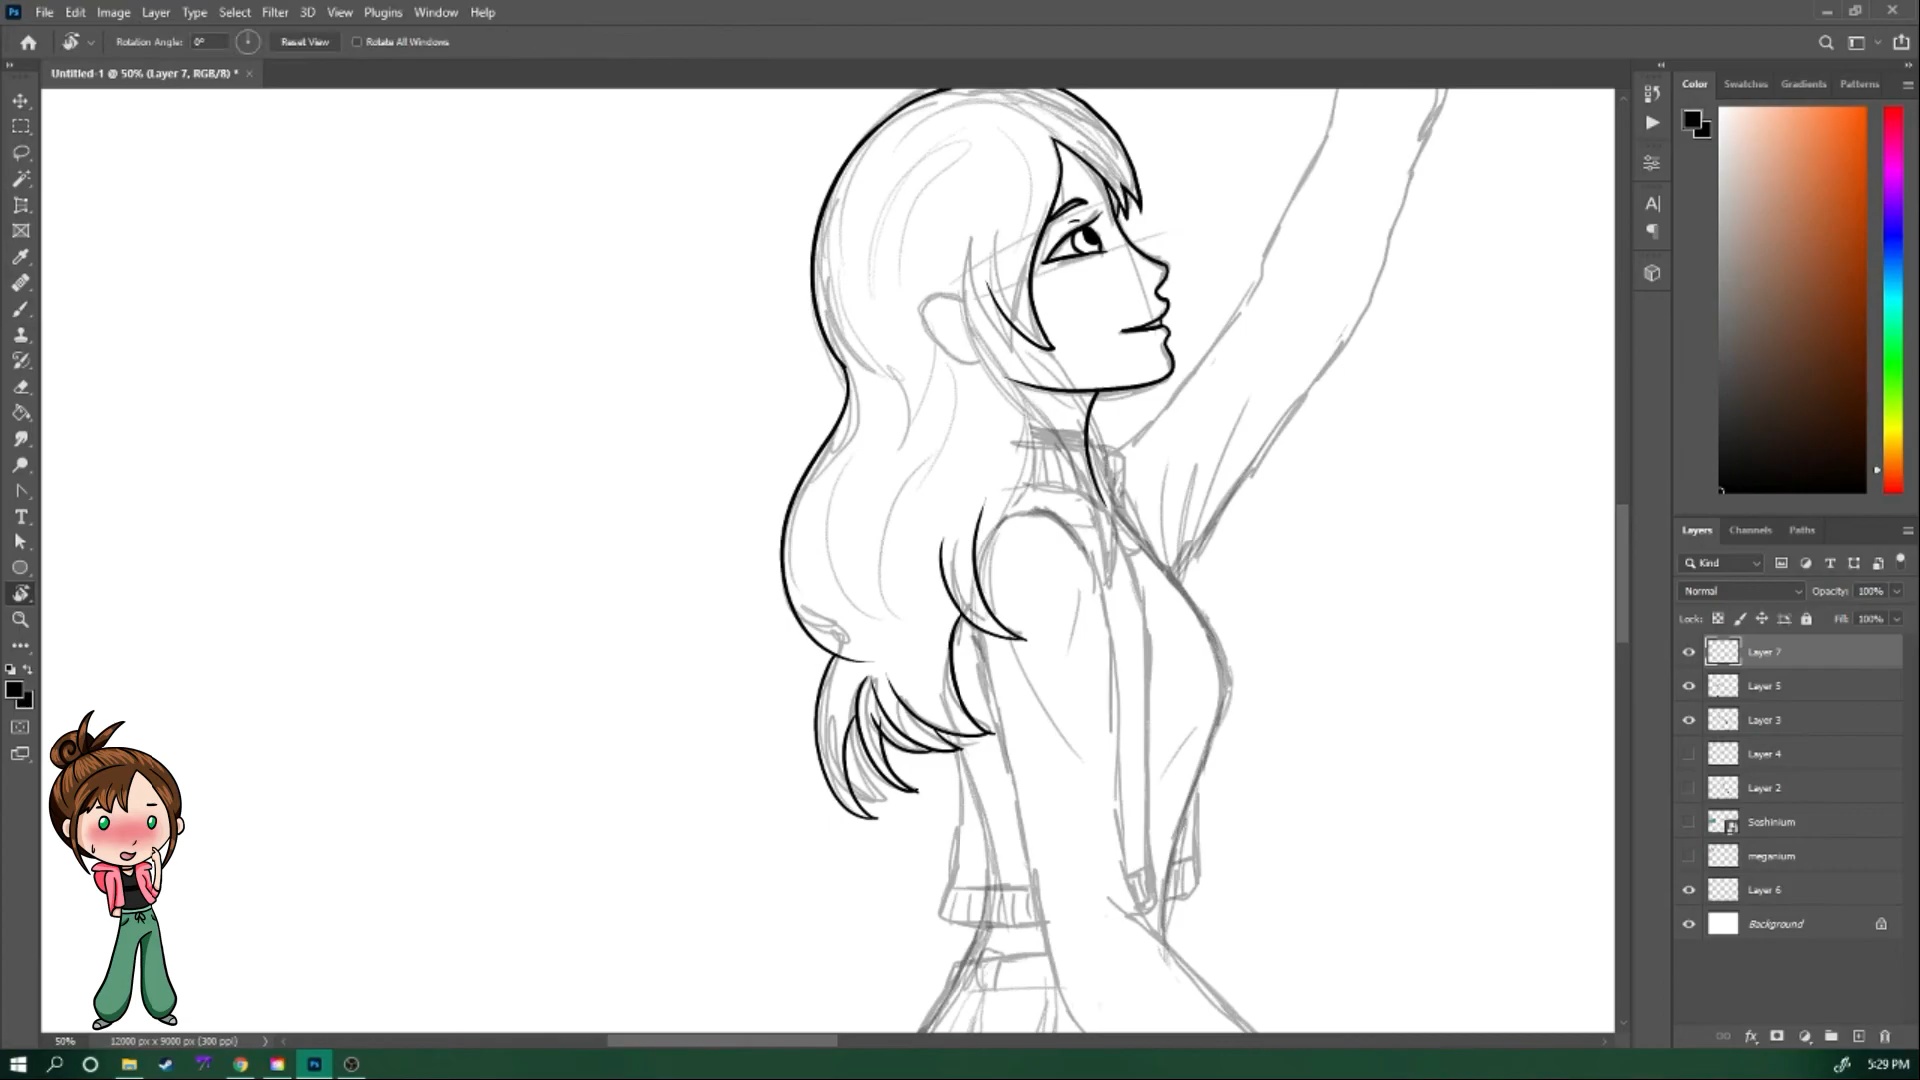 Ps File Edit Image Layer Type Select Filter 3D View Plugins Window Help
Rotation Angle: 0° Reset View Rotate All Windows
Untitled-1 @ 50% (Layer 7, RGB/8) * ×
Color Swatches Gradients Patterns
Layers Channels Paths
Kind
Normal Opacity: 100%
Lock: Fill: 100%
Layer 7
Layer 5
Layer 3
Layer 4
Layer 2
Soshinium
meganium
Layer 6
Background
50% 12000 px x 9000 px (300 ppi)
Ps 5:29 PM